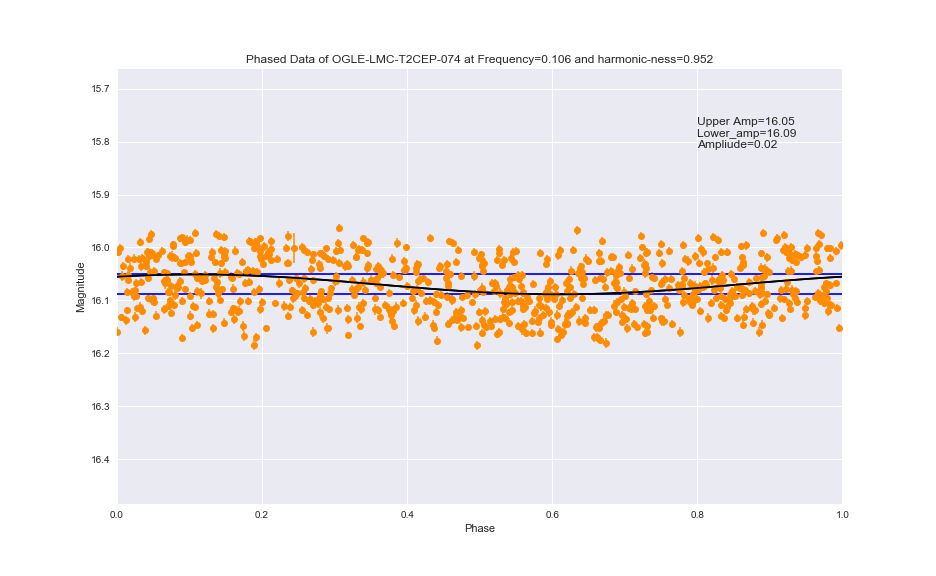 Phased Data of OGLE-LMC-T2CEP-074 at Frequency=0.106 and harmonic-ness=0.952
15.7
Upper Amp=16.05
Lower_amp=16.09
Ampliude=0.02
15.8
15.9
16.0
16.1
16.2
16.3
16.4
Magnitude
0.0 0.2 0.4 0.6 0.8 1.0
Phase